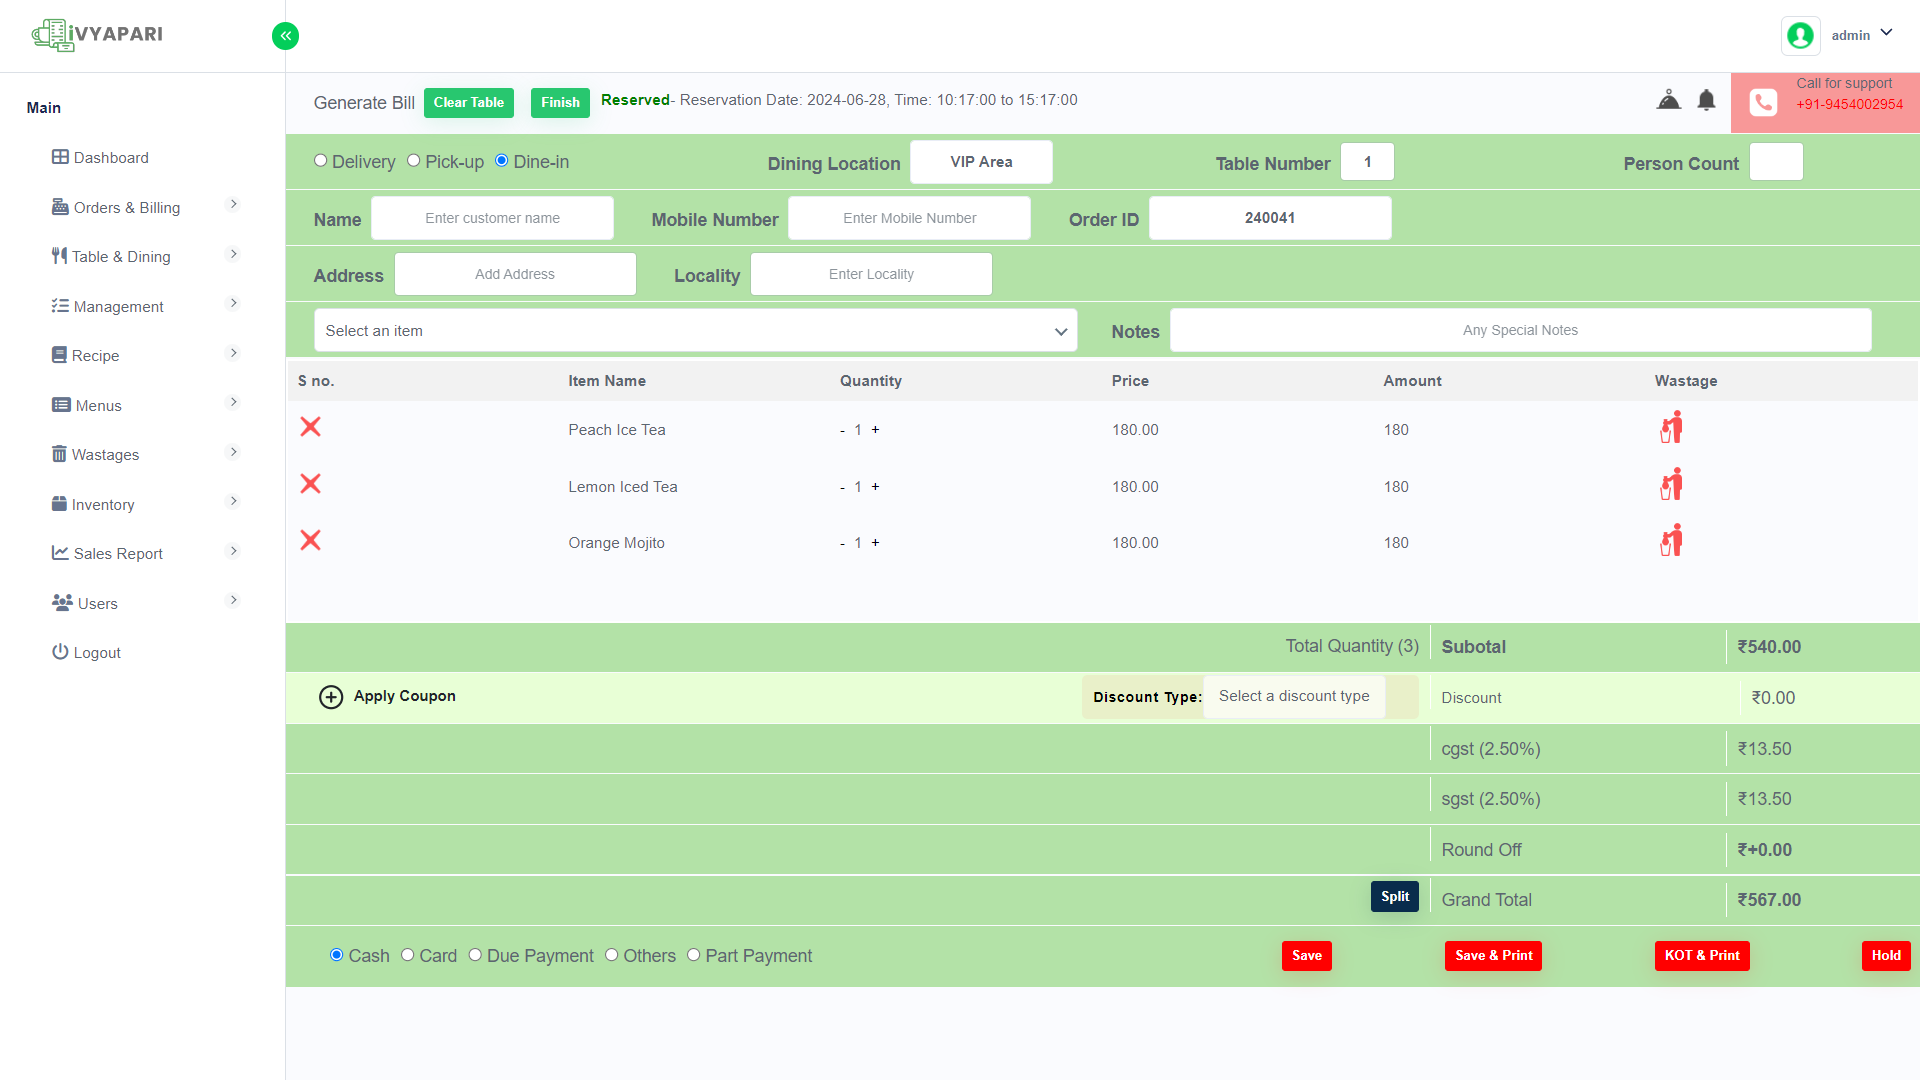 iVYAPARI
admin
Main
Dashboard
Orders & Billing
Table & Dining
Management
Recipe
Menus
Wastages
Inventory
Sales Report
Users
Logout
Generate Bill Clear Table Finish Reserved- Reservation Date: 2024-06-28, Time: 10:17:00 to 15:17:00
Call for support
+91-9454002954
Delivery Pick-up Dine-in Dining Location VIP Area Table Number 1 Person Count
Name Enter customer name Mobile Number Enter Mobile Number Order ID 240041
Address Add Address Locality Enter Locality
Select an item Notes Any Special Notes
S no. Item Name Quantity Price Amount Wastage
Peach Ice Tea - 1 + 180.00 180
Lemon Iced Tea - 1 + 180.00 180
Orange Mojito - 1 + 180.00 180
Total Quantity (3) Subotal ₹540.00
Apply Coupon Discount Type: Select a discount type Discount ₹0.00
cgst (2.50%) ₹13.50
sgst (2.50%) ₹13.50
Round Off ₹+0.00
Split Grand Total ₹567.00
Cash Card Due Payment Others Part Payment Save Save & Print KOT & Print Hold